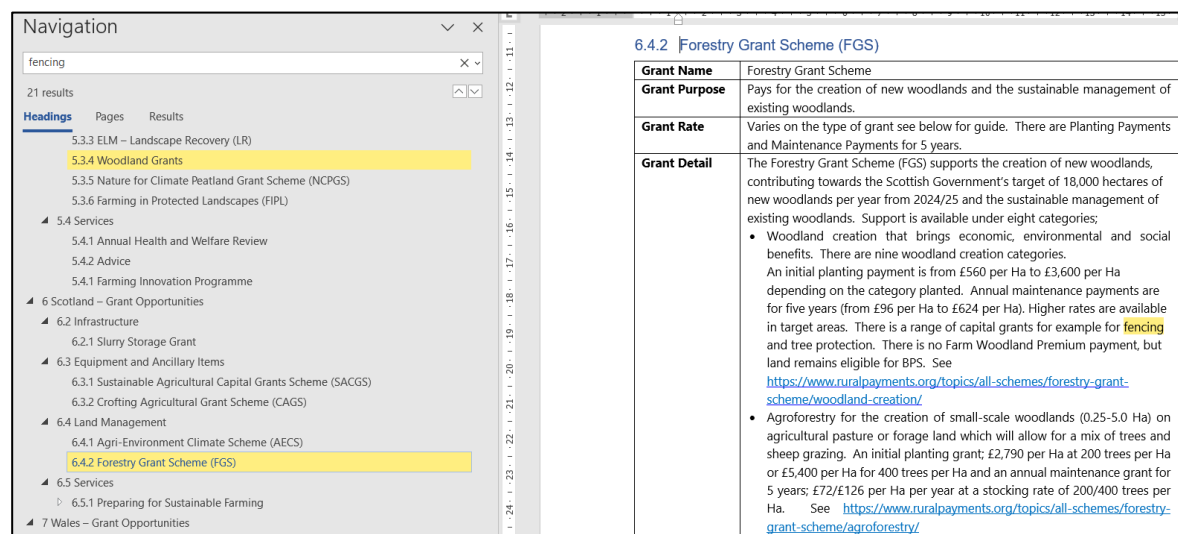 Navigation
fencing
21 results
Headings Pages Results
5.3.3 ELM – Landscape Recovery (LR)
5.3.4 Woodland Grants
5.3.5 Nature for Climate Peatland Grant Scheme (NCPGS)
5.3.6 Farming in Protected Landscapes (FIPL)
5.4 Services
5.4.1 Annual Health and Welfare Review
5.4.2 Advice
5.4.1 Farming Innovation Programme
6 Scotland – Grant Opportunities
6.2 Infrastructure
6.2.1 Slurry Storage Grant
6.3 Equipment and Ancillary Items
6.3.1 Sustainable Agricultural Capital Grants Scheme (SACGS)
6.3.2 Crofting Agricultural Grant Scheme (CAGS)
6.4 Land Management
6.4.1 Agri-Environment Climate Scheme (AECS)
6.4.2 Forestry Grant Scheme (FGS)
6.5 Services
6.5.1 Preparing for Sustainable Farming
7 Wales – Grant Opportunities
11
12
13
14
15
16
17
18
19
20
21
22
23
24
6.4.2 Forestry Grant Scheme (FGS)
Grant Name Forestry Grant Scheme
Grant Purpose Pays for the creation of new woodlands and the sustainable management of
existing woodlands.
Grant Rate Varies on the type of grant see below for guide. There are Planting Payments
and Maintenance Payments for 5 years.
Grant Detail The Forestry Grant Scheme (FGS) supports the creation of new woodlands,
contributing towards the Scottish Government's target of 18,000 hectares of
new woodlands per year from 2024/25 and the sustainable management of
existing woodlands. Support is available under eight categories;
• Woodland creation that brings economic, environmental and social
benefits. There are nine woodland creation categories.
An initial planting payment is from £560 per Ha to £3,600 per Ha
depending on the category planted. Annual maintenance payments are
for five years (from £96 per Ha to £624 per Ha). Higher rates are available
in target areas. There is a range of capital grants for example for fencing
and tree protection. There is no Farm Woodland Premium payment, but
land remains eligible for BPS. See
https://www.ruralpayments.org/topics/all-schemes/forestry-grant-
scheme/woodland-creation/
• Agroforestry for the creation of small-scale woodlands (0.25-5.0 Ha) on
agricultural pasture or forage land which will allow for a mix of trees and
sheep grazing. An initial planting grant; £2,790 per Ha at 200 trees per Ha
or £5,400 per Ha for 400 trees per Ha and an annual maintenance grant for
5 years; £72/£126 per Ha per year at a stocking rate of 200/400 trees per
Ha. See https://www.ruralpayments.org/topics/all-schemes/forestry-
grant-scheme/agroforestry/